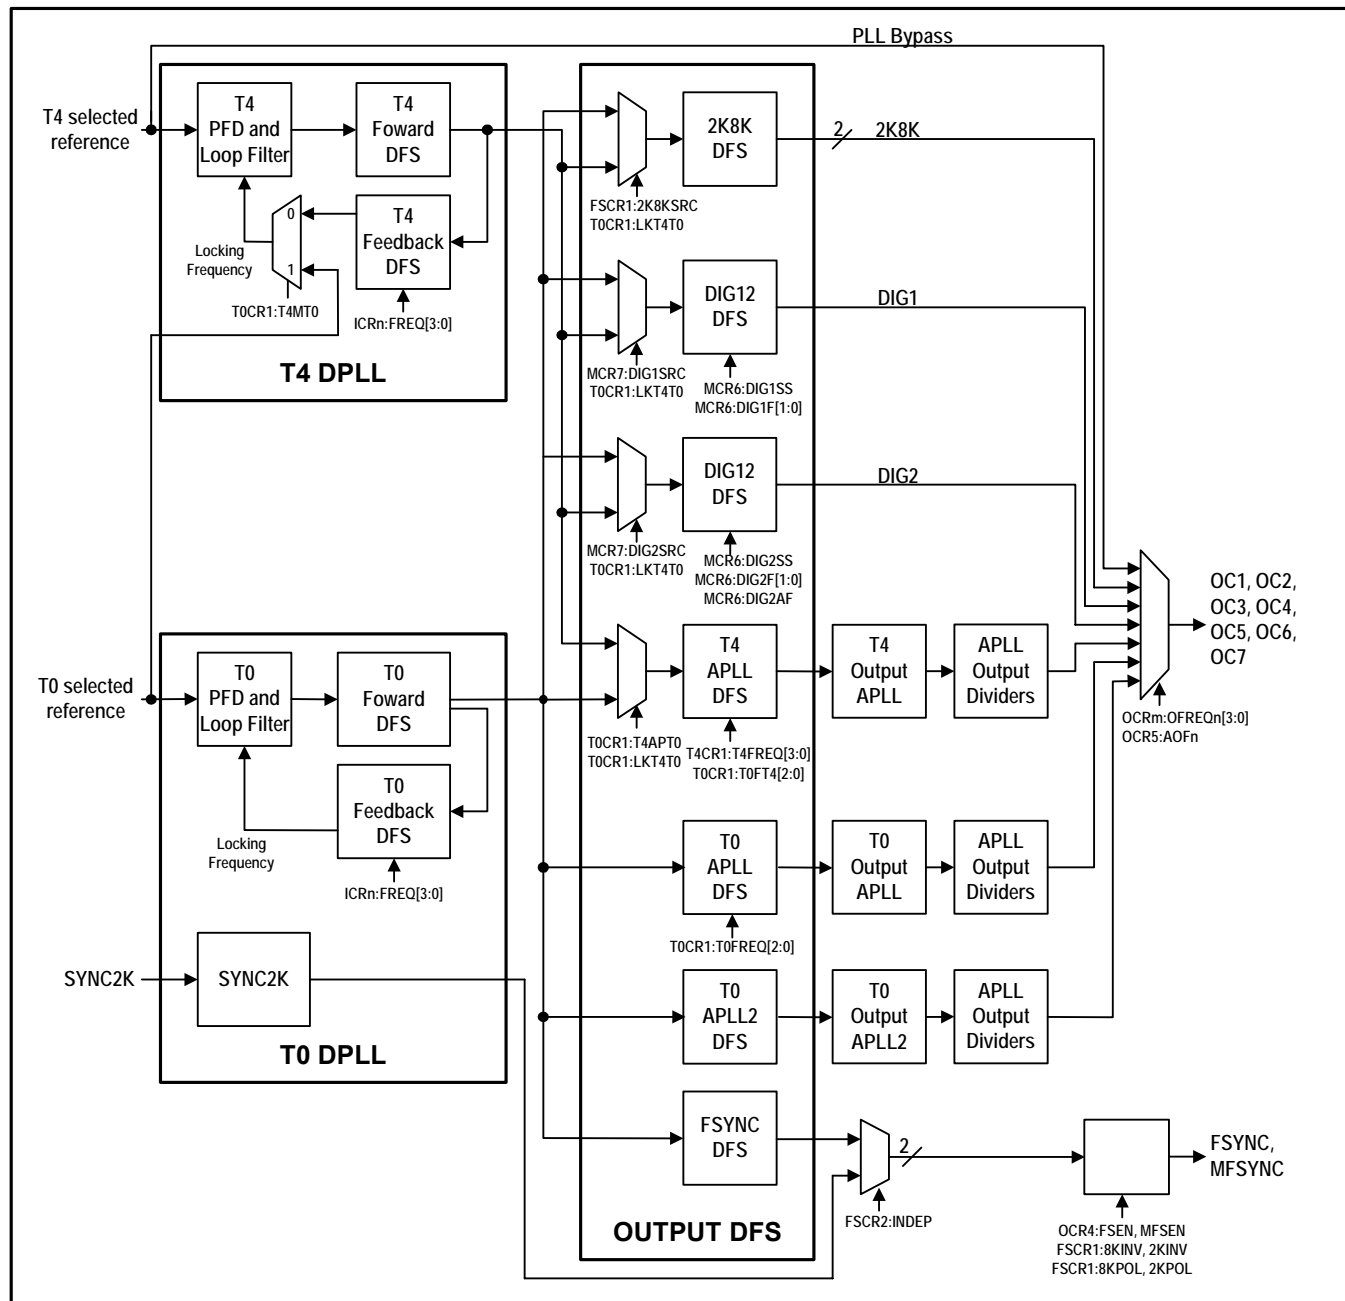 PLL Bypass
T4 selected
reference
T4
PFD and
Loop Filter
T4
Foward
DFS
0
1
T4
Feedback
DFS
Locking
Frequency
T0CR1:T4MT0
ICRn:FREQ[3:0]
T4 DPLL
2K8K
DFS
2
2K8K
FSCR1:2K8KSRC
T0CR1:LKT4T0
DIG12
DFS
DIG1
MCR7:DIG1SRC
T0CR1:LKT4T0
MCR6:DIG1SS
MCR6:DIG1F[1:0]
DIG12
DFS
DIG2
MCR7:DIG2SRC
T0CR1:LKT4T0
MCR6:DIG2SS
MCR6:DIG2F[1:0]
MCR6:DIG2AF
OC1, OC2,
OC3, OC4,
OC5, OC6,
OC7
OCRm:OFREQn[3:0]
OCR5:AOFn
T0 selected
reference
T0
PFD and
Loop Filter
T0
Foward
DFS
T0
Feedback
DFS
Locking
Frequency
ICRn:FREQ[3:0]
T4
APLL
DFS
T4
Output
APLL
APLL
Output
Dividers
T0CR1:T4APT0
T0CR1:LKT4T0
T4CR1:T4FREQ[3:0]
T0CR1:T0FT4[2:0]
T0
APLL
DFS
T0
Output
APLL
APLL
Output
Dividers
T0CR1:T0FREQ[2:0]
SYNC2K
SYNC2K
T0 DPLL
T0
APLL2
DFS
T0
Output
APLL2
APLL
Output
Dividers
FSYNC
DFS
2
FSYNC,
MFSYNC
FSCR2:INDEP
OUTPUT DFS
OCR4:FSEN, MFSEN
FSCR1:8KINV, 2KINV
FSCR1:8KPOL, 2KPOL